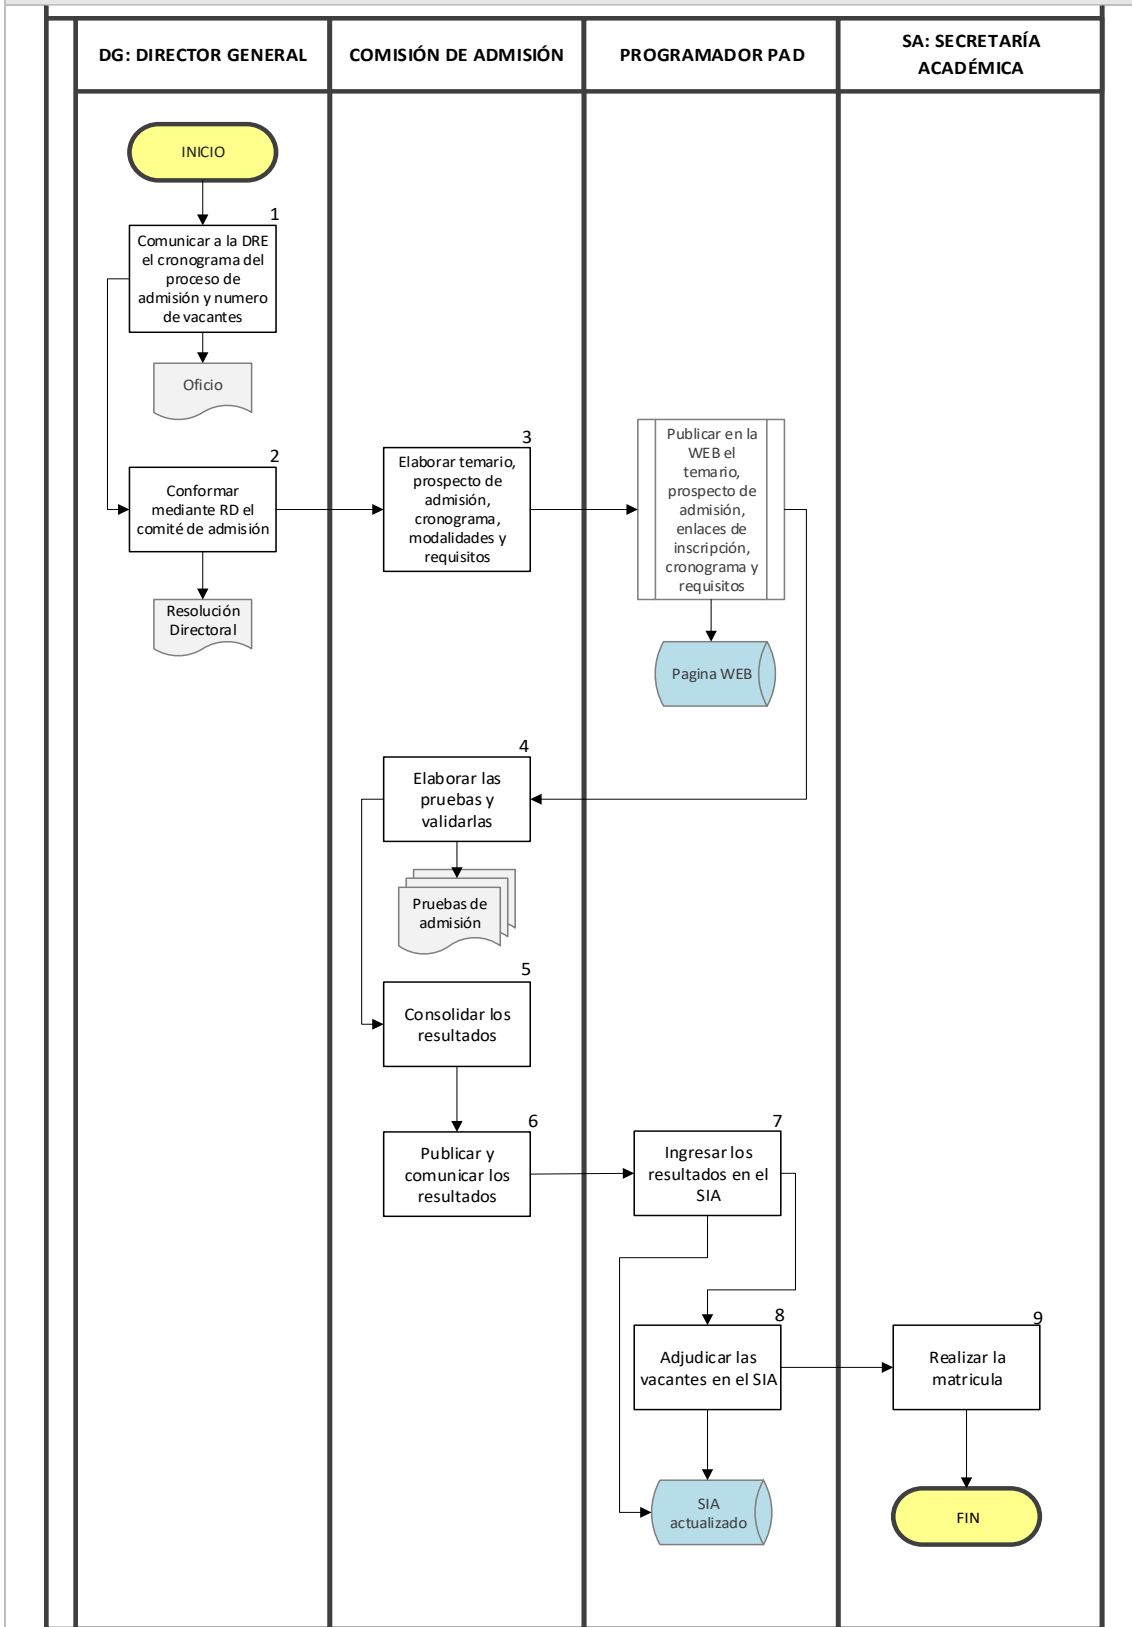 DG: DIRECTOR GENERAL
COMISIÓN DE ADMISIÓN
PROGRAMADOR PAD
SA: SECRETARÍA
ACADÉMICA
INICIO
1
Comunicar a la DRE
el cronograma del
proceso de
admisión y numero
de vacantes
Oficio
2
Conformar
mediante RD el
comité de admisión
Resolución
Directoral
3
Elaborar temario,
prospecto de
admisión,
cronograma,
modalidades y
requisitos
Publicar en la
WEB el
temario,
prospecto de
admisión,
enlaces de
inscripción,
cronograma y
requisitos
Pagina WEB
4
Elaborar las
pruebas y
validarlas
Pruebas de
admisión
5
Consolidar los
resultados
6
Publicar y
comunicar los
resultados
7
Ingresar los
resultados en el
SIA
8
Adjudicar las
vacantes en el SIA
SIA
actualizado
9
Realizar la
matricula
FIN